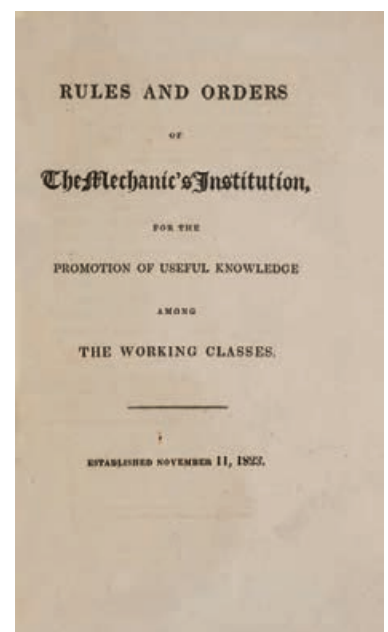 RULES AND ORDERS
OF
The Mechanic's Institution,
FOR THE
PROMOTION OF USEFUL KNOWLEDGE
AMONG
THE WORKING CLASSES.
ESTABLISHED NOVEMBER 11, 1823.